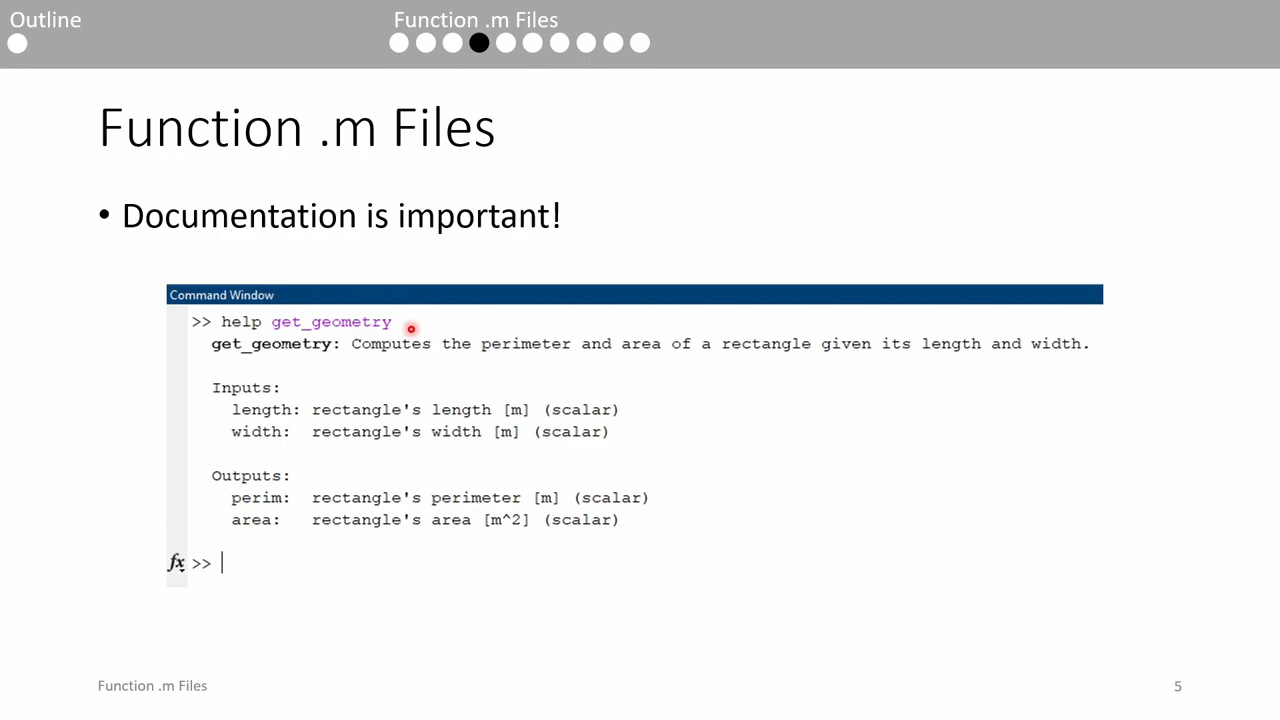 Outline
Function .m Files
Function .m Files
• Documentation is important!
Command Window
>> help get_geometry
get_geometry: Computes the perimeter and area of a rectangle given its length and width.
Inputs:
length: rectangle's length [m] (scalar)
width: rectangle's width [m] (scalar)
Outputs:
perim: rectangle's perimeter [m] (scalar)
area: rectangle's area [m^2] (scalar)
fx >>
Function .m Files
5